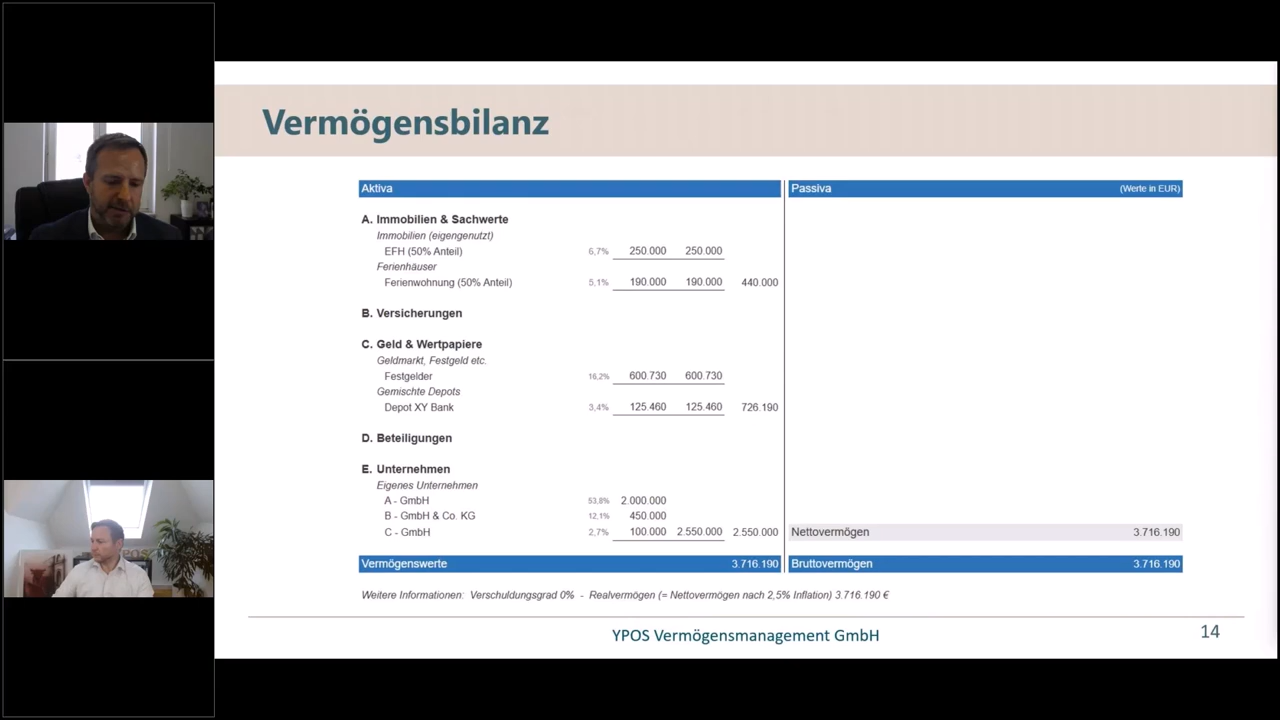 Vermögensbilanz
Aktiva
Passiva (Werte in EUR)
A. Immobilien & Sachwerte
Immobilien (eigengenutzt)
EFH (50% Anteil) 6,7% 250.000 250.000
Ferienhäuser
Ferienwohnung (50% Anteil) 5,1% 190.000 190.000 440.000
B. Versicherungen
C. Geld & Wertpapiere
Geldmarkt, Festgeld etc.
Festgelder 16,2% 600.730 600.730
Gemischte Depots
Depot XY Bank 3,4% 125.460 125.460 726.190
D. Beteiligungen
E. Unternehmen
Eigenes Unternehmen
A - GmbH 53,8% 2.000.000
B - GmbH & Co. KG 12,1% 450.000
C - GmbH 2,7% 100.000 2.550.000 2.550.000
Nettovermögen 3.716.190
Vermögenswerte 3.716.190
Bruttovermögen 3.716.190
Weitere Informationen: Verschuldungsgrad 0% - Realvermögen (= Nettovermögen nach 2,5% Inflation) 3.716.190 €
YPOS Vermögensmanagement GmbH
14